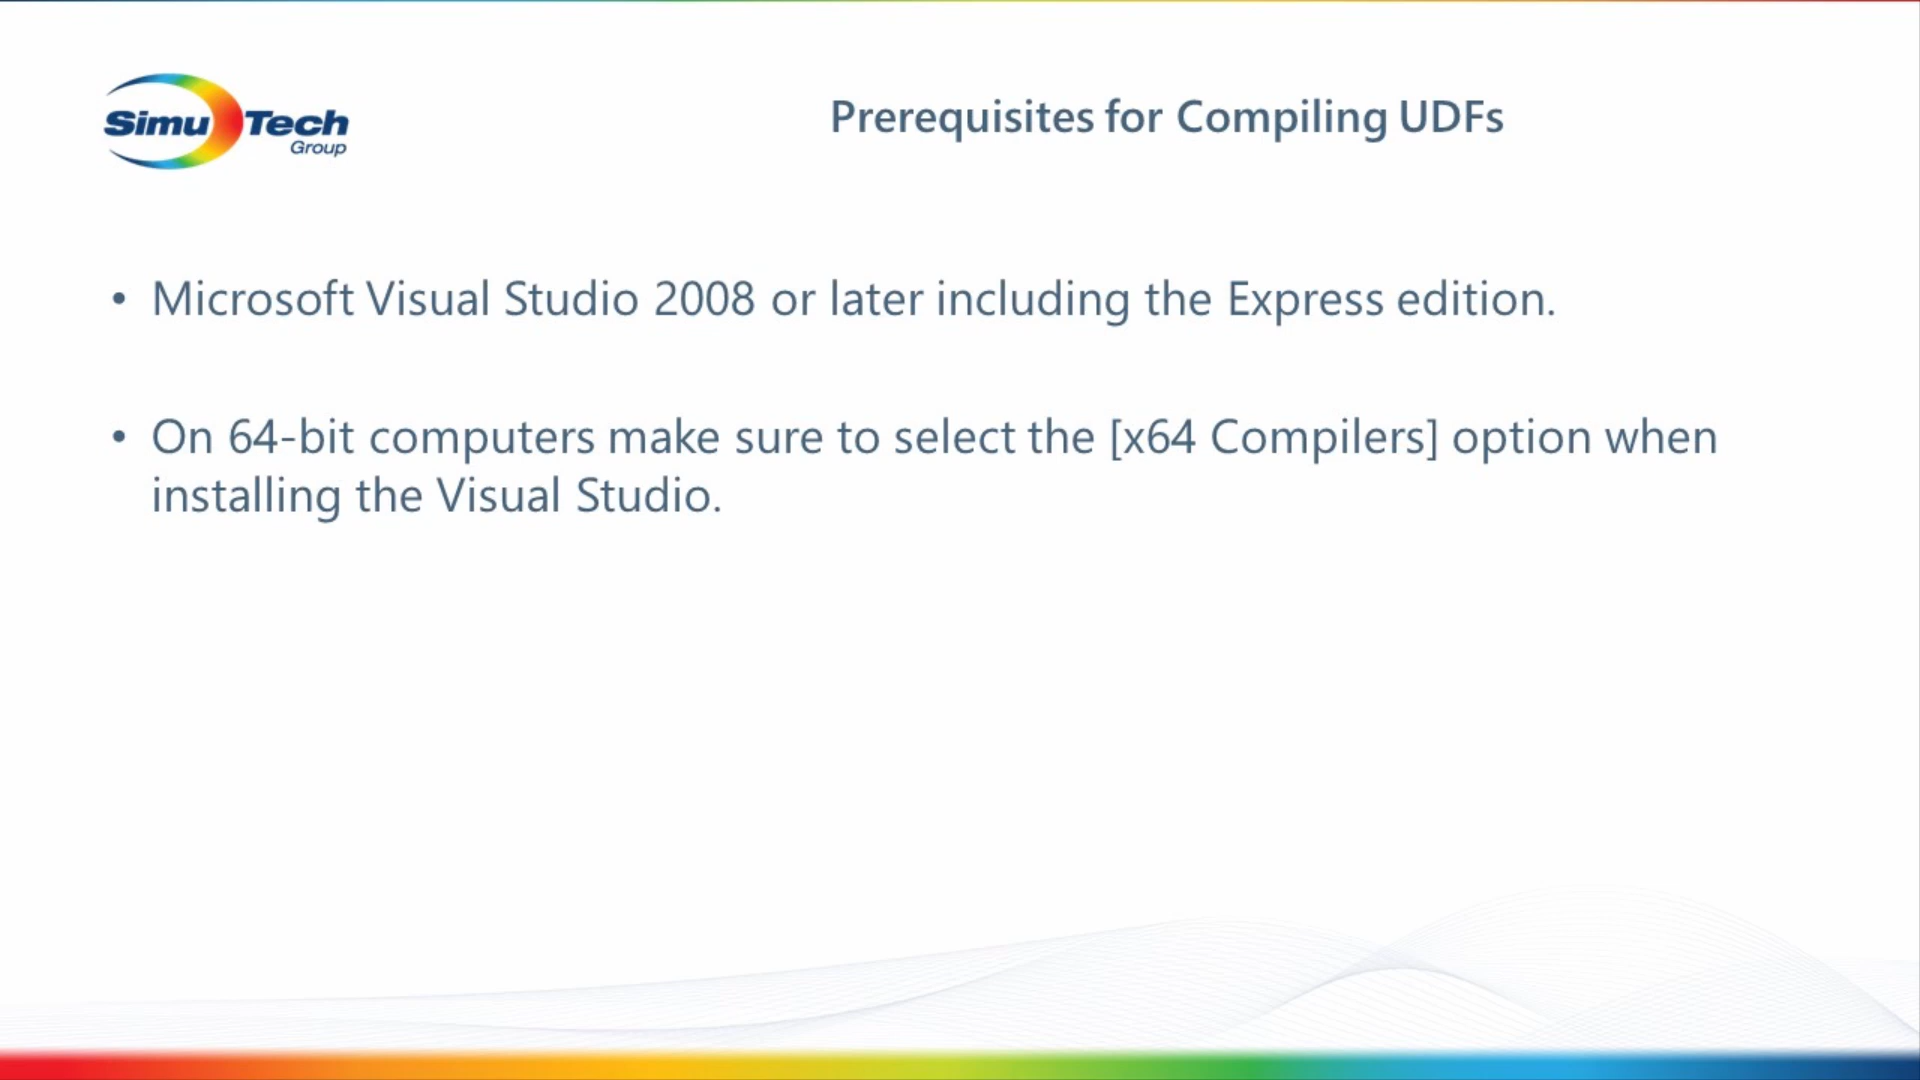 Simu Tech
Group
Prerequisites for Compiling UDFs
• Microsoft Visual Studio 2008 or later including the Express edition.
• On 64-bit computers make sure to select the [x64 Compilers] option when
installing the Visual Studio.